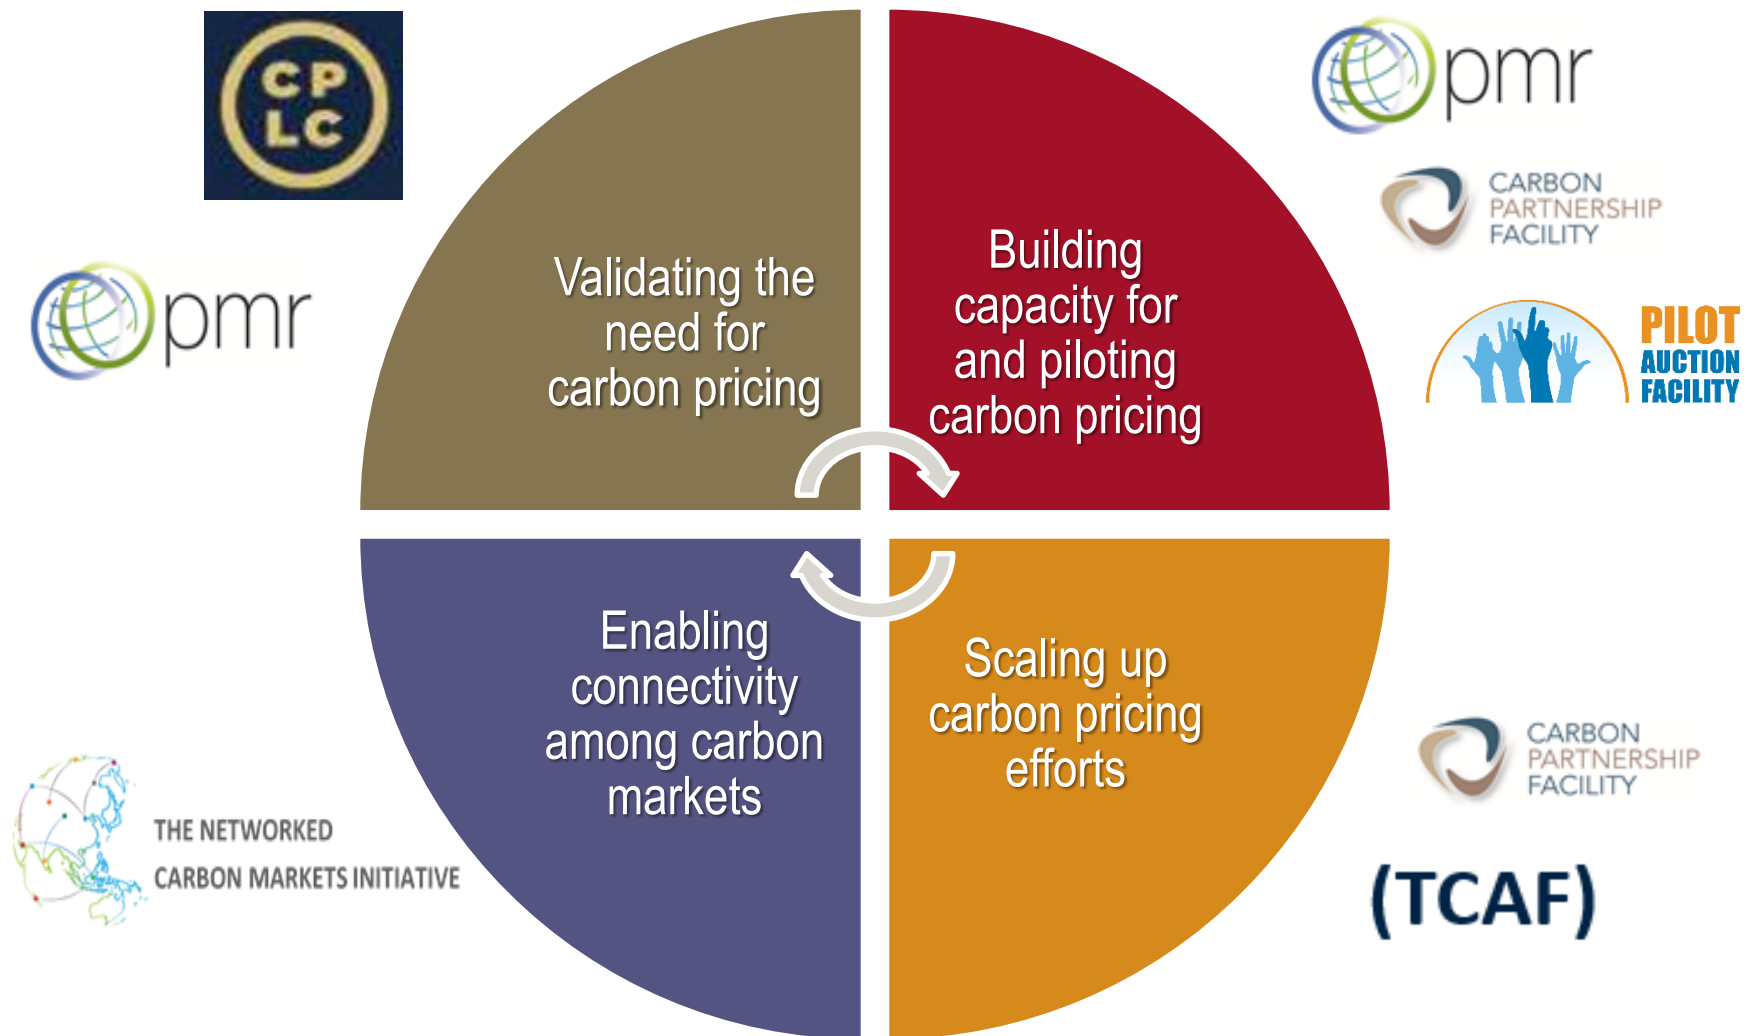 CP
LC
pmr
Validating the
need for
carbon pricing
Building
capacity for
and piloting
carbon pricing
pmr
CARBON
PARTNERSHIP
FACILITY
PILOT
AUCTION
FACILITY
Enabling
connectivity
among carbon
markets
THE NETWORKED
CARBON MARKETS INITIATIVE
Scaling up
carbon pricing
efforts
CARBON
PARTNERSHIP
FACILITY
(TCAF)